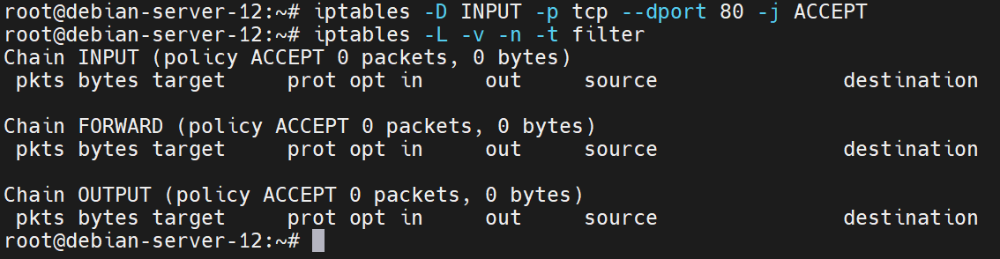 root@debian-server-12:~# iptables -D INPUT -p tcp --dport 80 -j ACCEPT
root@debian-server-12:~# iptables -L -v -n -t filter
Chain INPUT (policy ACCEPT 0 packets, 0 bytes)
 pkts bytes target     prot opt in     out     source               destination

Chain FORWARD (policy ACCEPT 0 packets, 0 bytes)
 pkts bytes target     prot opt in     out     source               destination

Chain OUTPUT (policy ACCEPT 0 packets, 0 bytes)
 pkts bytes target     prot opt in     out     source               destination
root@debian-server-12:~#